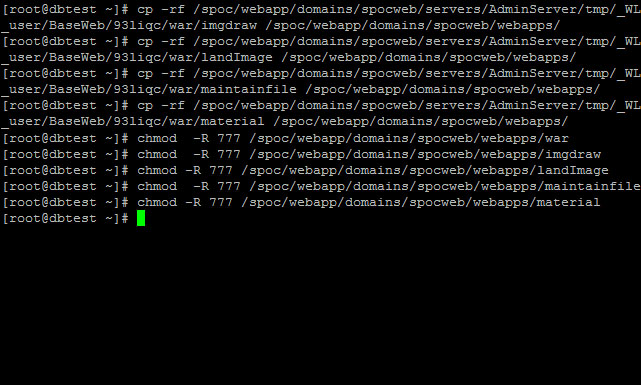 [root@dbtest ~]# cp -rf /spoc/webapp/domains/spocweb/servers/AdminServer/tmp/_WL
_user/BaseWeb/93liqc/war/imgdraw /spoc/webapp/domains/spocweb/webapps/
[root@dbtest ~]# cp -rf /spoc/webapp/domains/spocweb/servers/AdminServer/tmp/_WL
_user/BaseWeb/93liqc/war/landImage /spoc/webapp/domains/spocweb/webapps/
[root@dbtest ~]# cp -rf /spoc/webapp/domains/spocweb/servers/AdminServer/tmp/_WL
_user/BaseWeb/93liqc/war/maintainfile /spoc/webapp/domains/spocweb/webapps/
[root@dbtest ~]# cp -rf /spoc/webapp/domains/spocweb/servers/AdminServer/tmp/_WL
_user/BaseWeb/93liqc/war/material /spoc/webapp/domains/spocweb/webapps/
[root@dbtest ~]# chmod  -R 777 /spoc/webapp/domains/spocweb/webapps/war
[root@dbtest ~]# chmod  -R 777 /spoc/webapp/domains/spocweb/webapps/imgdraw
[root@dbtest ~]# chmod -R 777 /spoc/webapp/domains/spocweb/webapps/landImage
[root@dbtest ~]# chmod  -R 777 /spoc/webapp/domains/spocweb/webapps/maintainfile
[root@dbtest ~]# chmod -R 777 /spoc/webapp/domains/spocweb/webapps/material
[root@dbtest ~]#